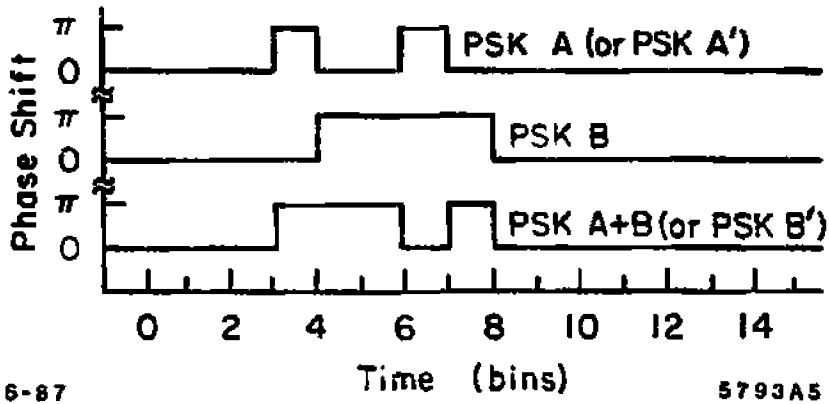 Phase Shift
π
0
PSK A (or PSK A')
π
0
PSK B
π
0
PSK A+B (or PSK B')
0 2 4 6 8 10 12 14
Time (bins)
6-87
5793A5